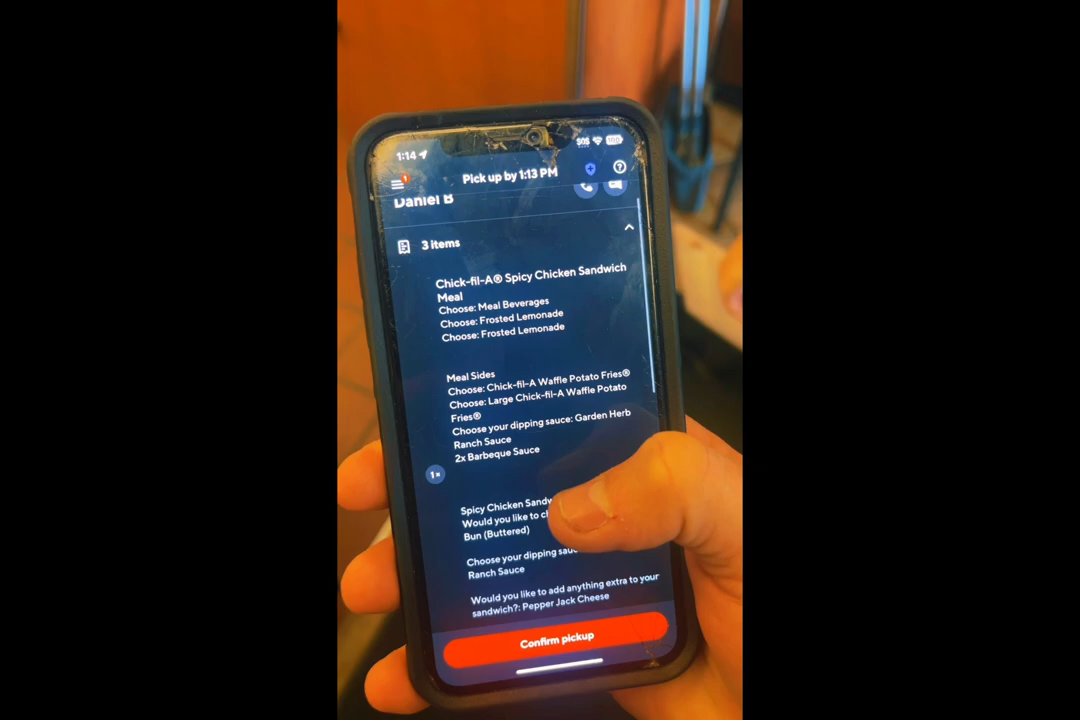 1:14
SOS
100
Pick up by 1:13 PM
1
Daniel B
3 items
Chick-fil-A® Spicy Chicken Sandwich
Meal
Choose: Meal Beverages
Choose: Frosted Lemonade
Choose: Frosted Lemonade
Meal Sides
Choose: Chick-fil-A Waffle Potato Fries®
Choose: Large Chick-fil-A Waffle Potato
Fries®
Choose your dipping sauce: Garden Herb
Ranch Sauce
2x Barbeque Sauce
1×
Spicy Chicken
Would you like to
Bun (Buttered)
Choose your dipping
Ranch Sauce
Would you like to add anything extra to your
sandwich?: Pepper Jack Cheese
Confirm pickup